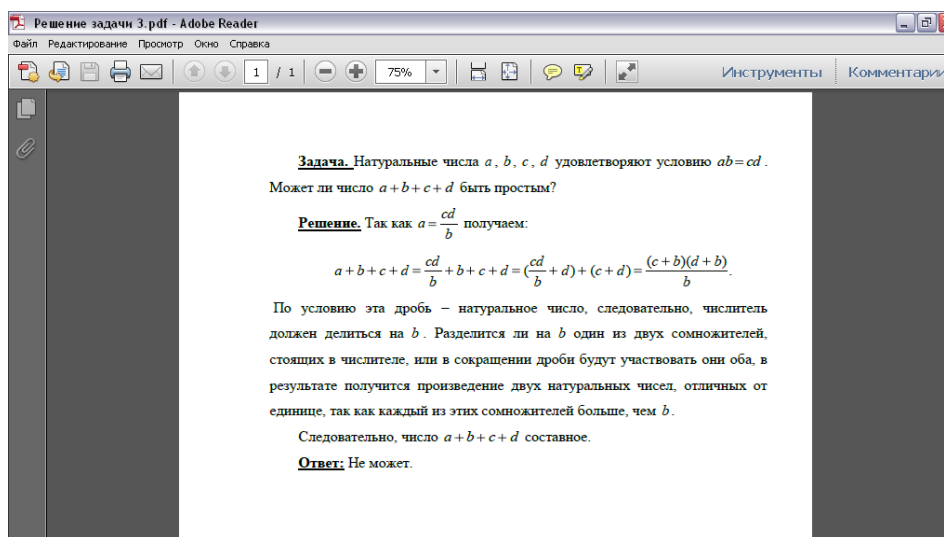 Решение задачи 3.pdf - Adobe Reader
Файл Редактирование Просмотр Окно Справка
1 / 1 75% Инструменты Комментарии
Задача. Натуральные числа a, b, c, d удовлетворяют условию ab = cd.
Может ли число a + b + c + d быть простым?
Решение. Так как a = cd/b получаем:
a + b + c + d = cd/b + b + c + d = (cd/b + d) + (c + d) = (c + b)(d + b)/b.
По условию эта дробь – натуральное число, следовательно, числитель
должен делиться на b. Разделится ли на b один из двух сомножителей,
стоящих в числителе, или в сокращении дроби будут участвовать они оба, в
результате получится произведение двух натуральных чисел, отличных от
единице, так как каждый из этих сомножителей больше, чем b.
Следовательно, число a + b + c + d составное.
Ответ: Не может.